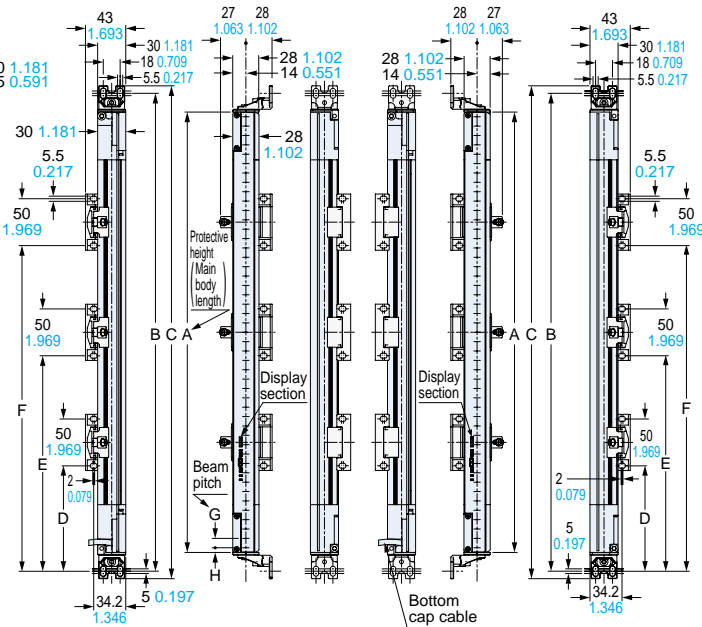 43
1.693
27 28
1.063 1.102
28 27
1.102 1.063
43
1.693
30 1.181
18 0.709
5.5 0.217
1.181
5 0.591
28 1.102
14 0.551
28 1.102
14 0.551
30 1.181
18 0.709
5.5 0.217
30 1.181
28
1.102
5.5
0.217
5.5
0.217
50
1.969
50
1.969
Protective
height
(Main
body
length)
B C A
A C B
50
1.969
50
1.969
F
F
Display
section
Display
section
50
1.969
50
1.969
E
E
Beam
pitch
2
0.079
2
0.079
D
D
G
H
5
0.197
5 0.197
34.2
1.346
34.2
1.346
Bottom
cap cable